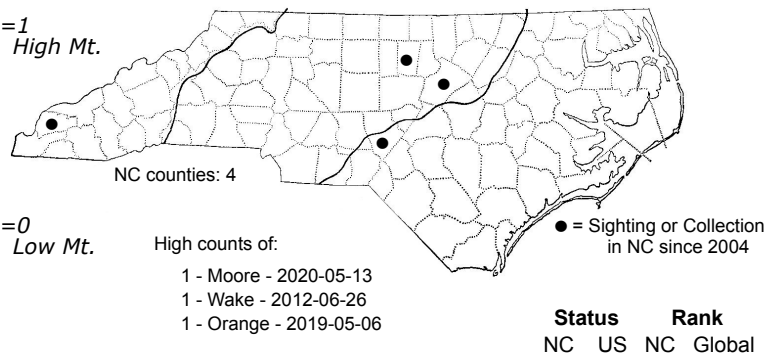 =1
High Mt.
NC counties: 4
=0
Low Mt.
High counts of:
1 - Moore - 2020-05-13
1 - Wake - 2012-06-26
1 - Orange - 2019-05-06
● = Sighting or Collection
in NC since 2004
Status Rank
NC US NC Global